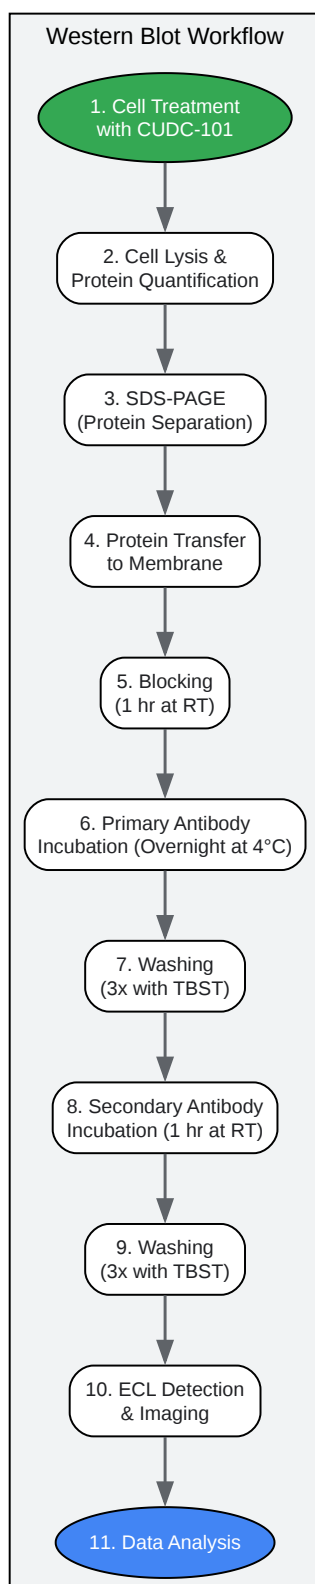 Western Blot Workflow
1. Cell Treatment
with CUDC-101
2. Cell Lysis &
Protein Quantification
3. SDS-PAGE
(Protein Separation)
4. Protein Transfer
to Membrane
5. Blocking
(1 hr at RT)
6. Primary Antibody
Incubation (Overnight at 4°C)
7. Washing
(3x with TBST)
8. Secondary Antibody
Incubation (1 hr at RT)
9. Washing
(3x with TBST)
10. ECL Detection
& Imaging
11. Data Analysis